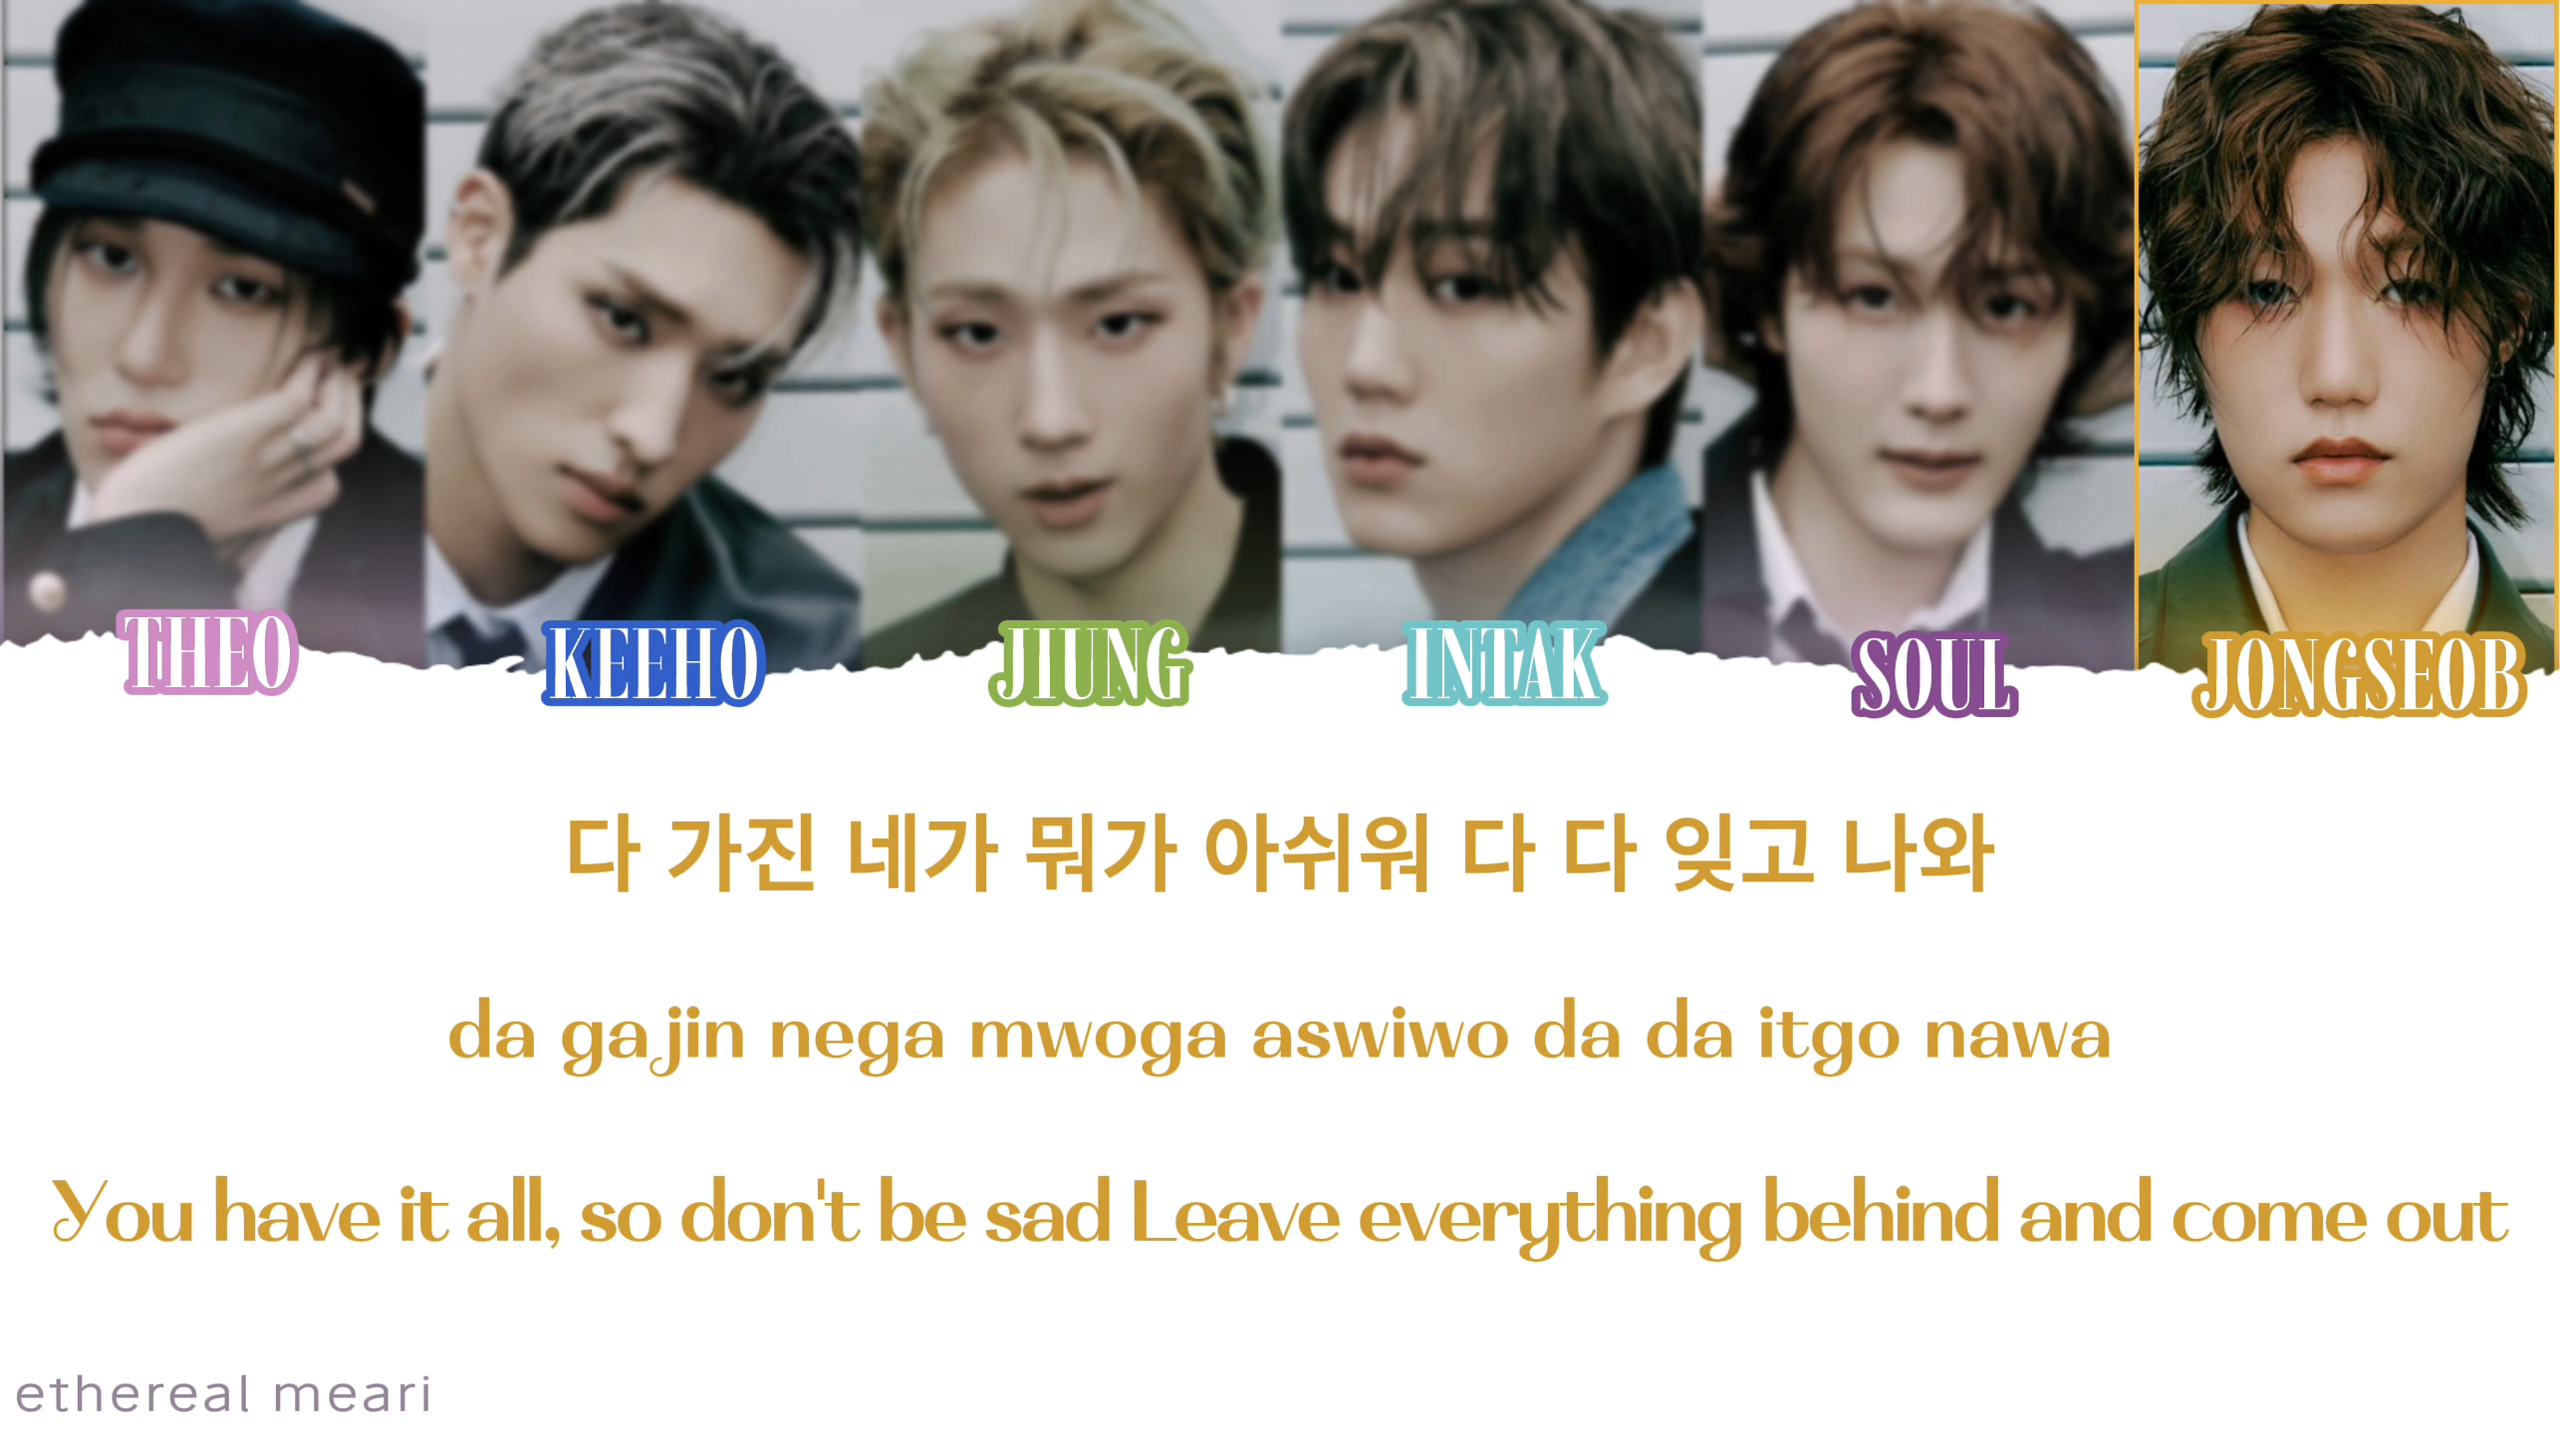 THEO KEEHO JIUNG INTAK SOUL JONGSEOB
다 가진 네가 뭐가 아쉬워 다 다 잊고 나와
da gajin nega mwoga aswiwo da da itgo nawa
You have it all, so don't be sad Leave everything behind and come out
ethereal meari